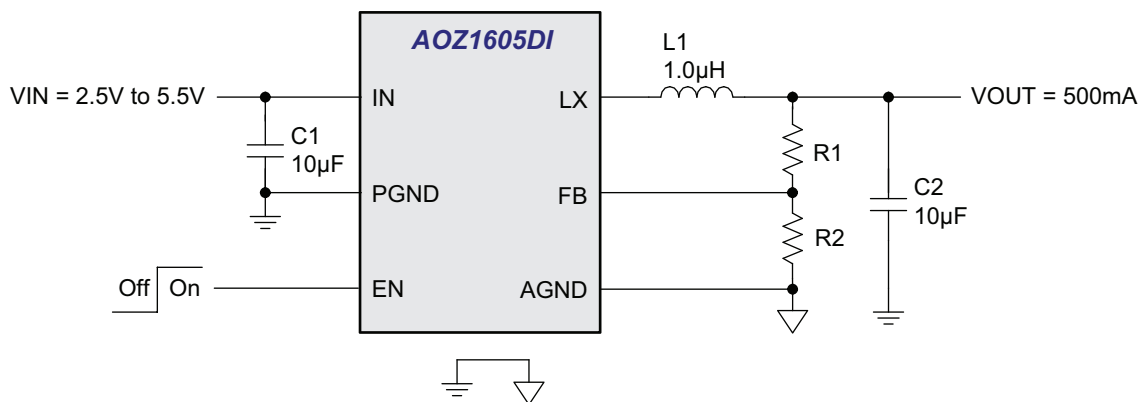 AOZ1605DI
L1
1.0µH
VIN = 2.5V to 5.5V
IN
LX
VOUT = 500mA
C1
10µF
R1
PGND
FB
C2
10µF
R2
Off On
EN
AGND